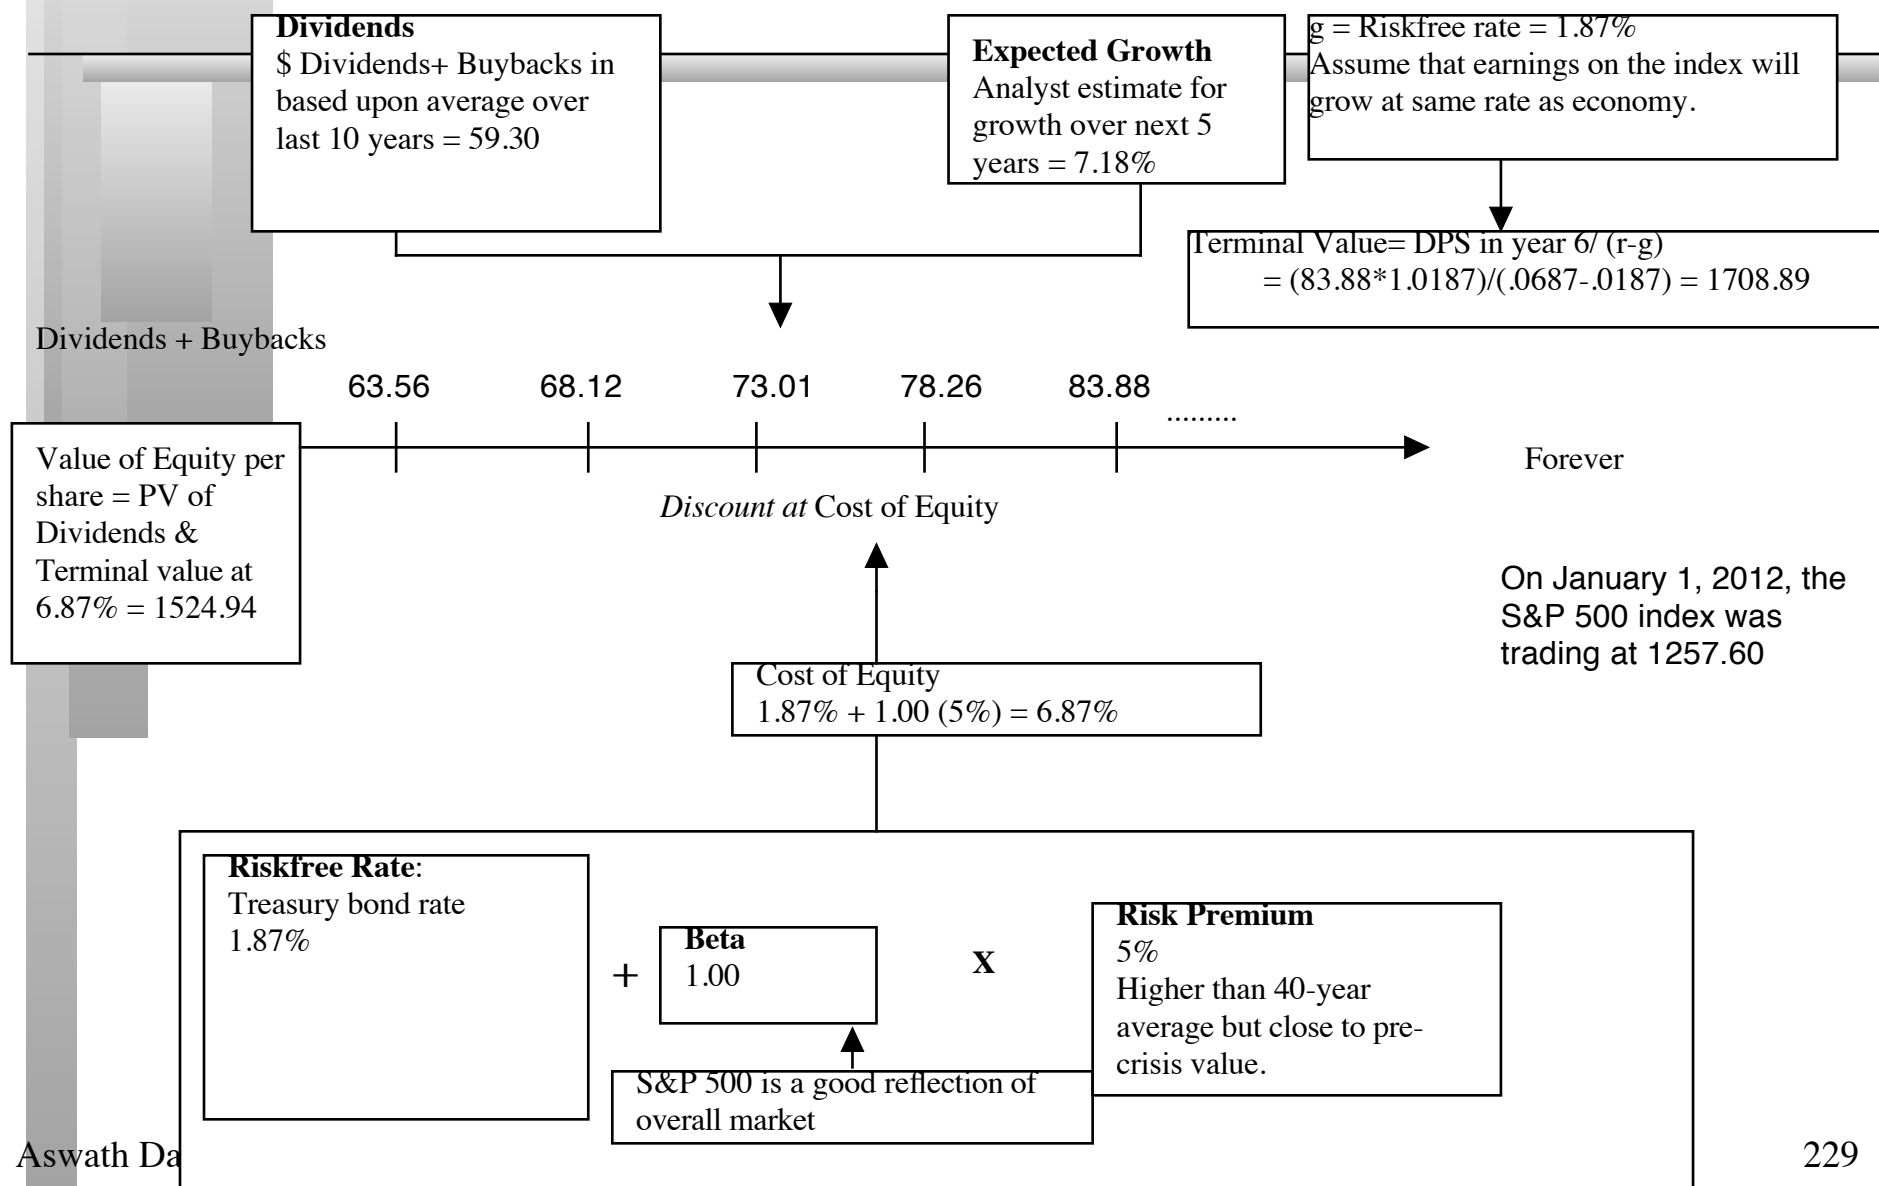 Dividends
$ Dividends+ Buybacks in
based upon average over
last 10 years = 59.30
Expected Growth
Analyst estimate for
growth over next 5
years = 7.18%
g = Riskfree rate = 1.87%
Assume that earnings on the index will
grow at same rate as economy.
Terminal Value= DPS in year 6/ (r-g)
= (83.88*1.0187)/(.0687-.0187) = 1708.89
Dividends + Buybacks
63.56 68.12 73.01 78.26 83.88
.........
Value of Equity per
share = PV of
Dividends &
Terminal value at
6.87% = 1524.94
Forever
Discount at Cost of Equity
On January 1, 2012, the
S&P 500 index was
trading at 1257.60
Cost of Equity
1.87% + 1.00 (5%) = 6.87%
Riskfree Rate:
Treasury bond rate
1.87%
+
Beta
1.00
X
Risk Premium
5%
Higher than 40-year
average but close to pre-
crisis value.
S&P 500 is a good reflection of
overall market
Aswath Da
229